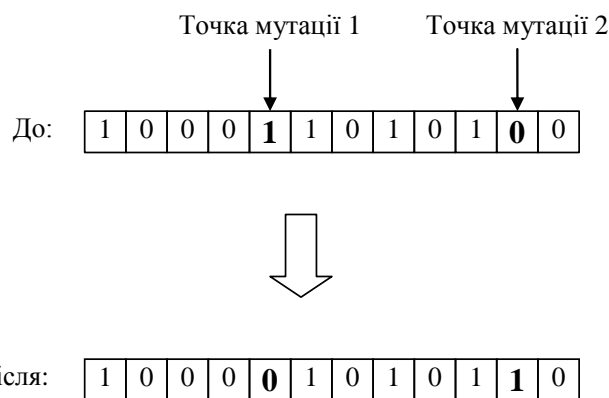 Точка мутації 1 Точка мутації 2
До: 1 0 0 0 1 1 0 1 0 1 0 0
ісля: 1 0 0 0 0 1 0 1 0 1 1 0